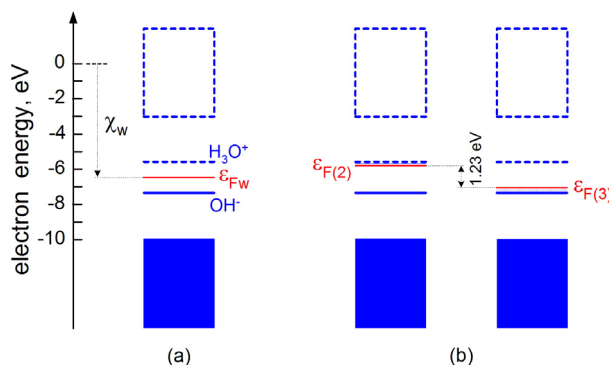 electron energy, eV
0
-2
-4
-6
-8
-10
χw
H₃O⁺
εFw
OH⁻
(a)
εF(2)
1.23 eV
εF(3)
(b)